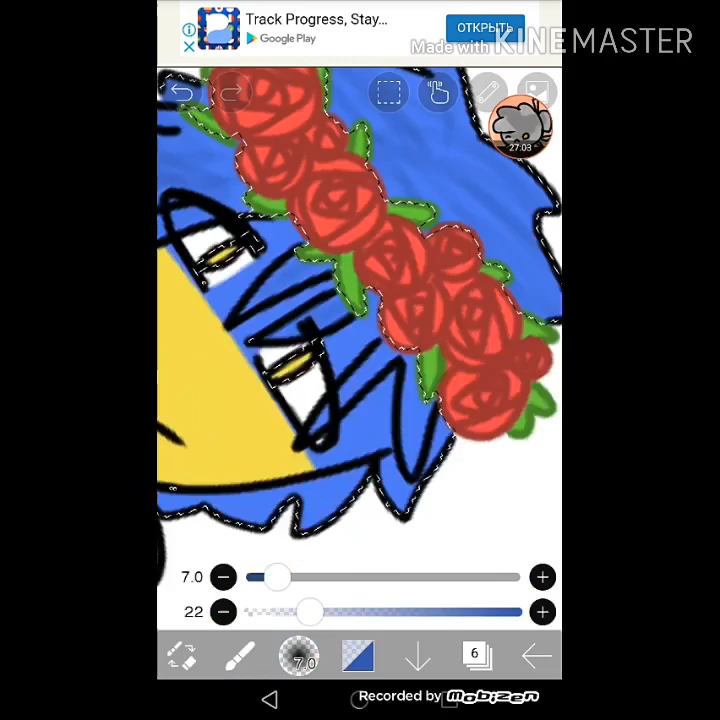 Track Progress, Stay...
Google Play
ОТКРЫТЬ
Made with KINEMASTER
27:03
7.0
22
7.0
6
Recorded by mobizen